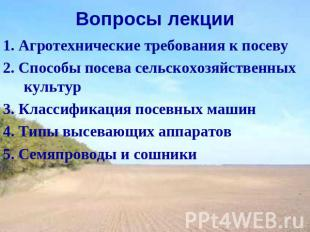 Вопросы лекции
1. Агротехнические требования к посеву
2. Способы посева сельскохозяйственных
культур
3. Классификация посевных машин
4. Типы высевающих аппаратов
5. Семяпроводы и сошники
PPt4WEB.ru